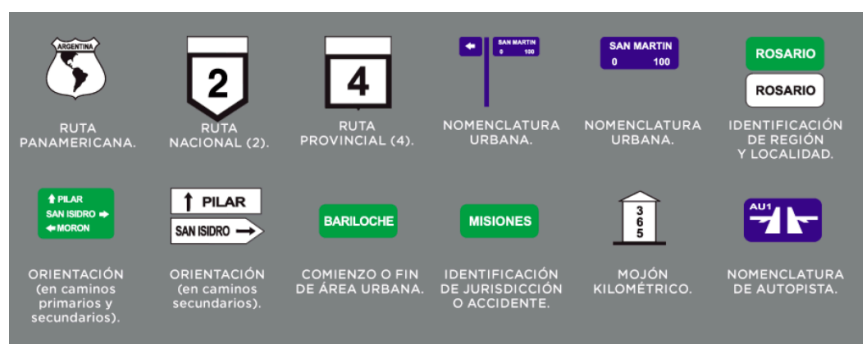 ARGENTINA
2
4
SAN MARTIN
0 100
SAN MARTIN
0 100
ROSARIO
ROSARIO
RUTA
PANAMERICANA.
RUTA
NACIONAL (2).
RUTA
PROVINCIAL (4).
NOMENCLATURA
URBANA.
NOMENCLATURA
URBANA.
IDENTIFICACIÓN
DE REGIÓN
Y LOCALIDAD.
PILAR
SAN ISIDRO
MORON
PILAR
SAN ISIDRO
BARILOCHE
MISIONES
3
6
5
AU1
ORIENTACIÓN
(en caminos
primarios y
secundarios).
ORIENTACIÓN
(en caminos
secundarios).
COMIENZO O FIN
DE ÁREA URBANA.
IDENTIFICACIÓN
DE JURISDICCIÓN
O ACCIDENTE.
MOJÓN
KILOMÉTRICO.
NOMENCLATURA
DE AUTOPISTA.